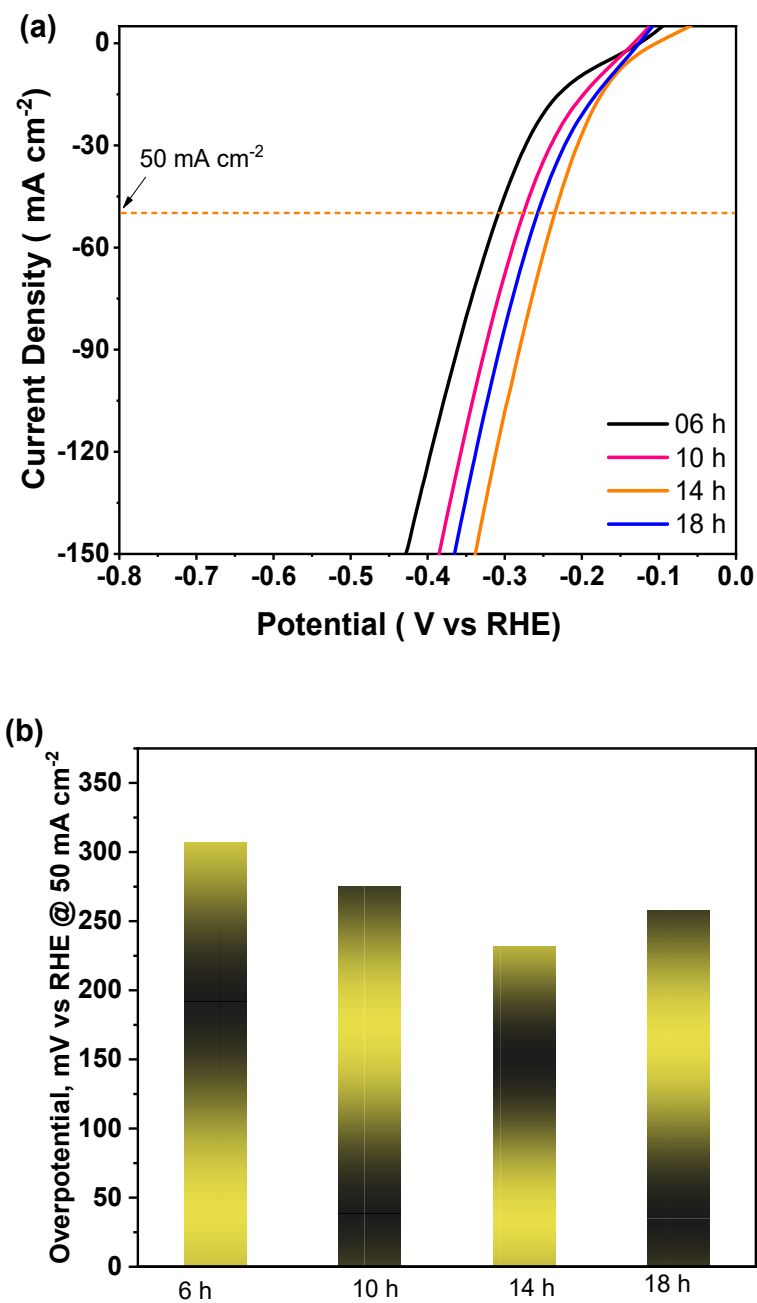 (a)
0
-30
-60
-90
-120
-150
Current Density ( mA cm-2)
50 mA cm-2
06 h
10 h
14 h
18 h
-0.8 -0.7 -0.6 -0.5 -0.4 -0.3 -0.2 -0.1 0.0
Potential ( V vs RHE)
(b)
Overpotential, mV vs RHE @ 50 mA cm-2
350
300
250
200
150
100
50
0
6 h 10 h 14 h 18 h